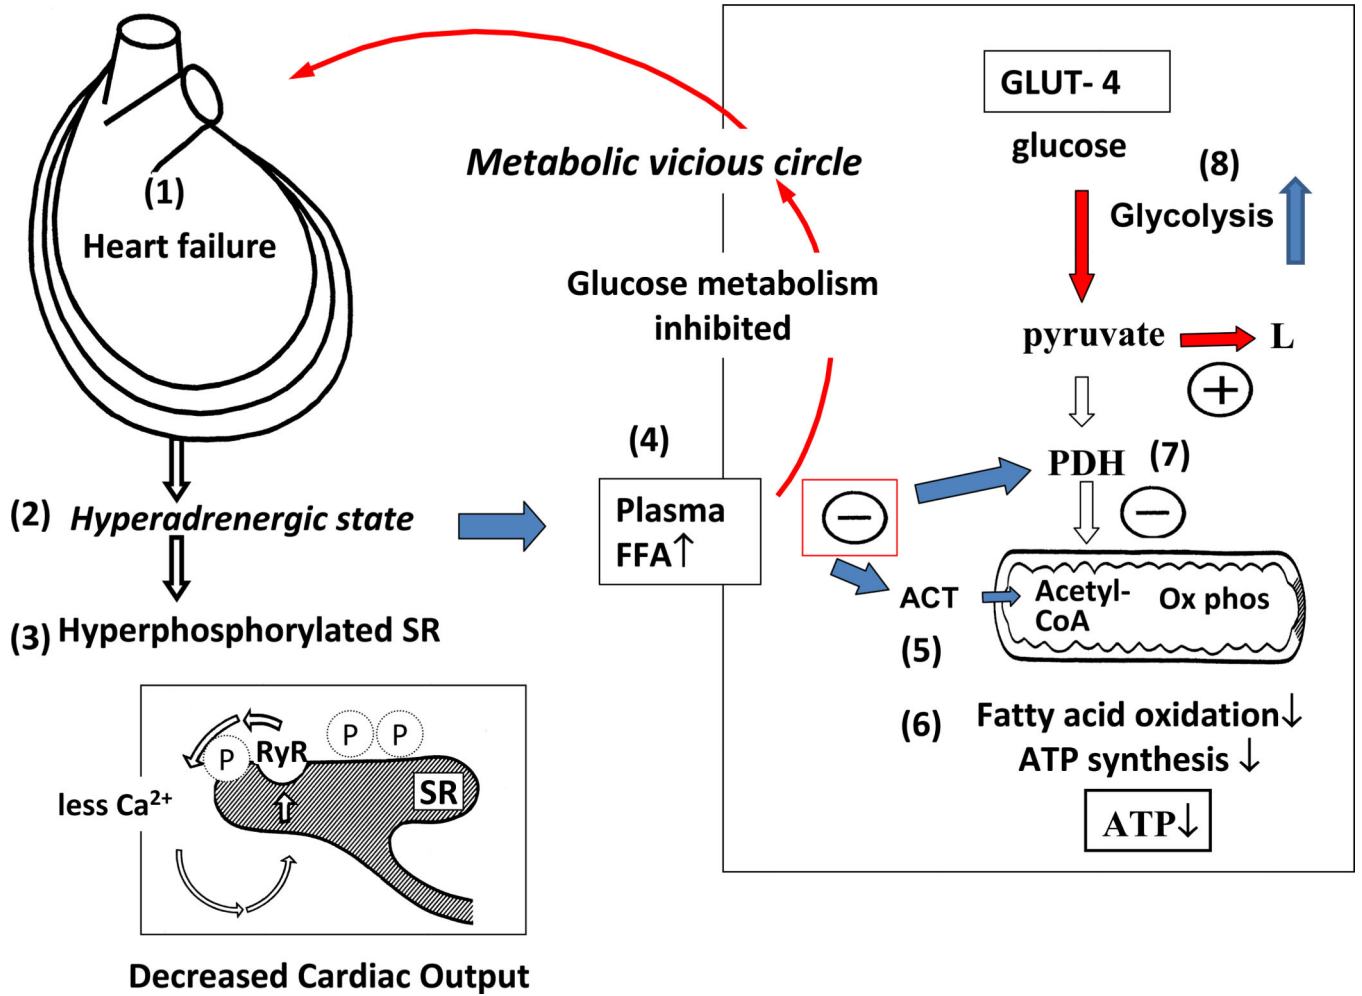 (1)
Heart failure
(2) Hyperadrenergic state
(3) Hyperphosphorylated SR
P
RyR
P
P
SR
less Ca²⁺
Decreased Cardiac Output
Metabolic vicious circle
Glucose metabolism
inhibited
(4)
Plasma
FFA↑
−
GLUT- 4
glucose
(8)
Glycolysis
pyruvate
L
+
PDH
(7)
−
ACT
(5)
Acetyl-
CoA
Ox phos
(6)
Fatty acid oxidation↓
ATP synthesis ↓
ATP↓